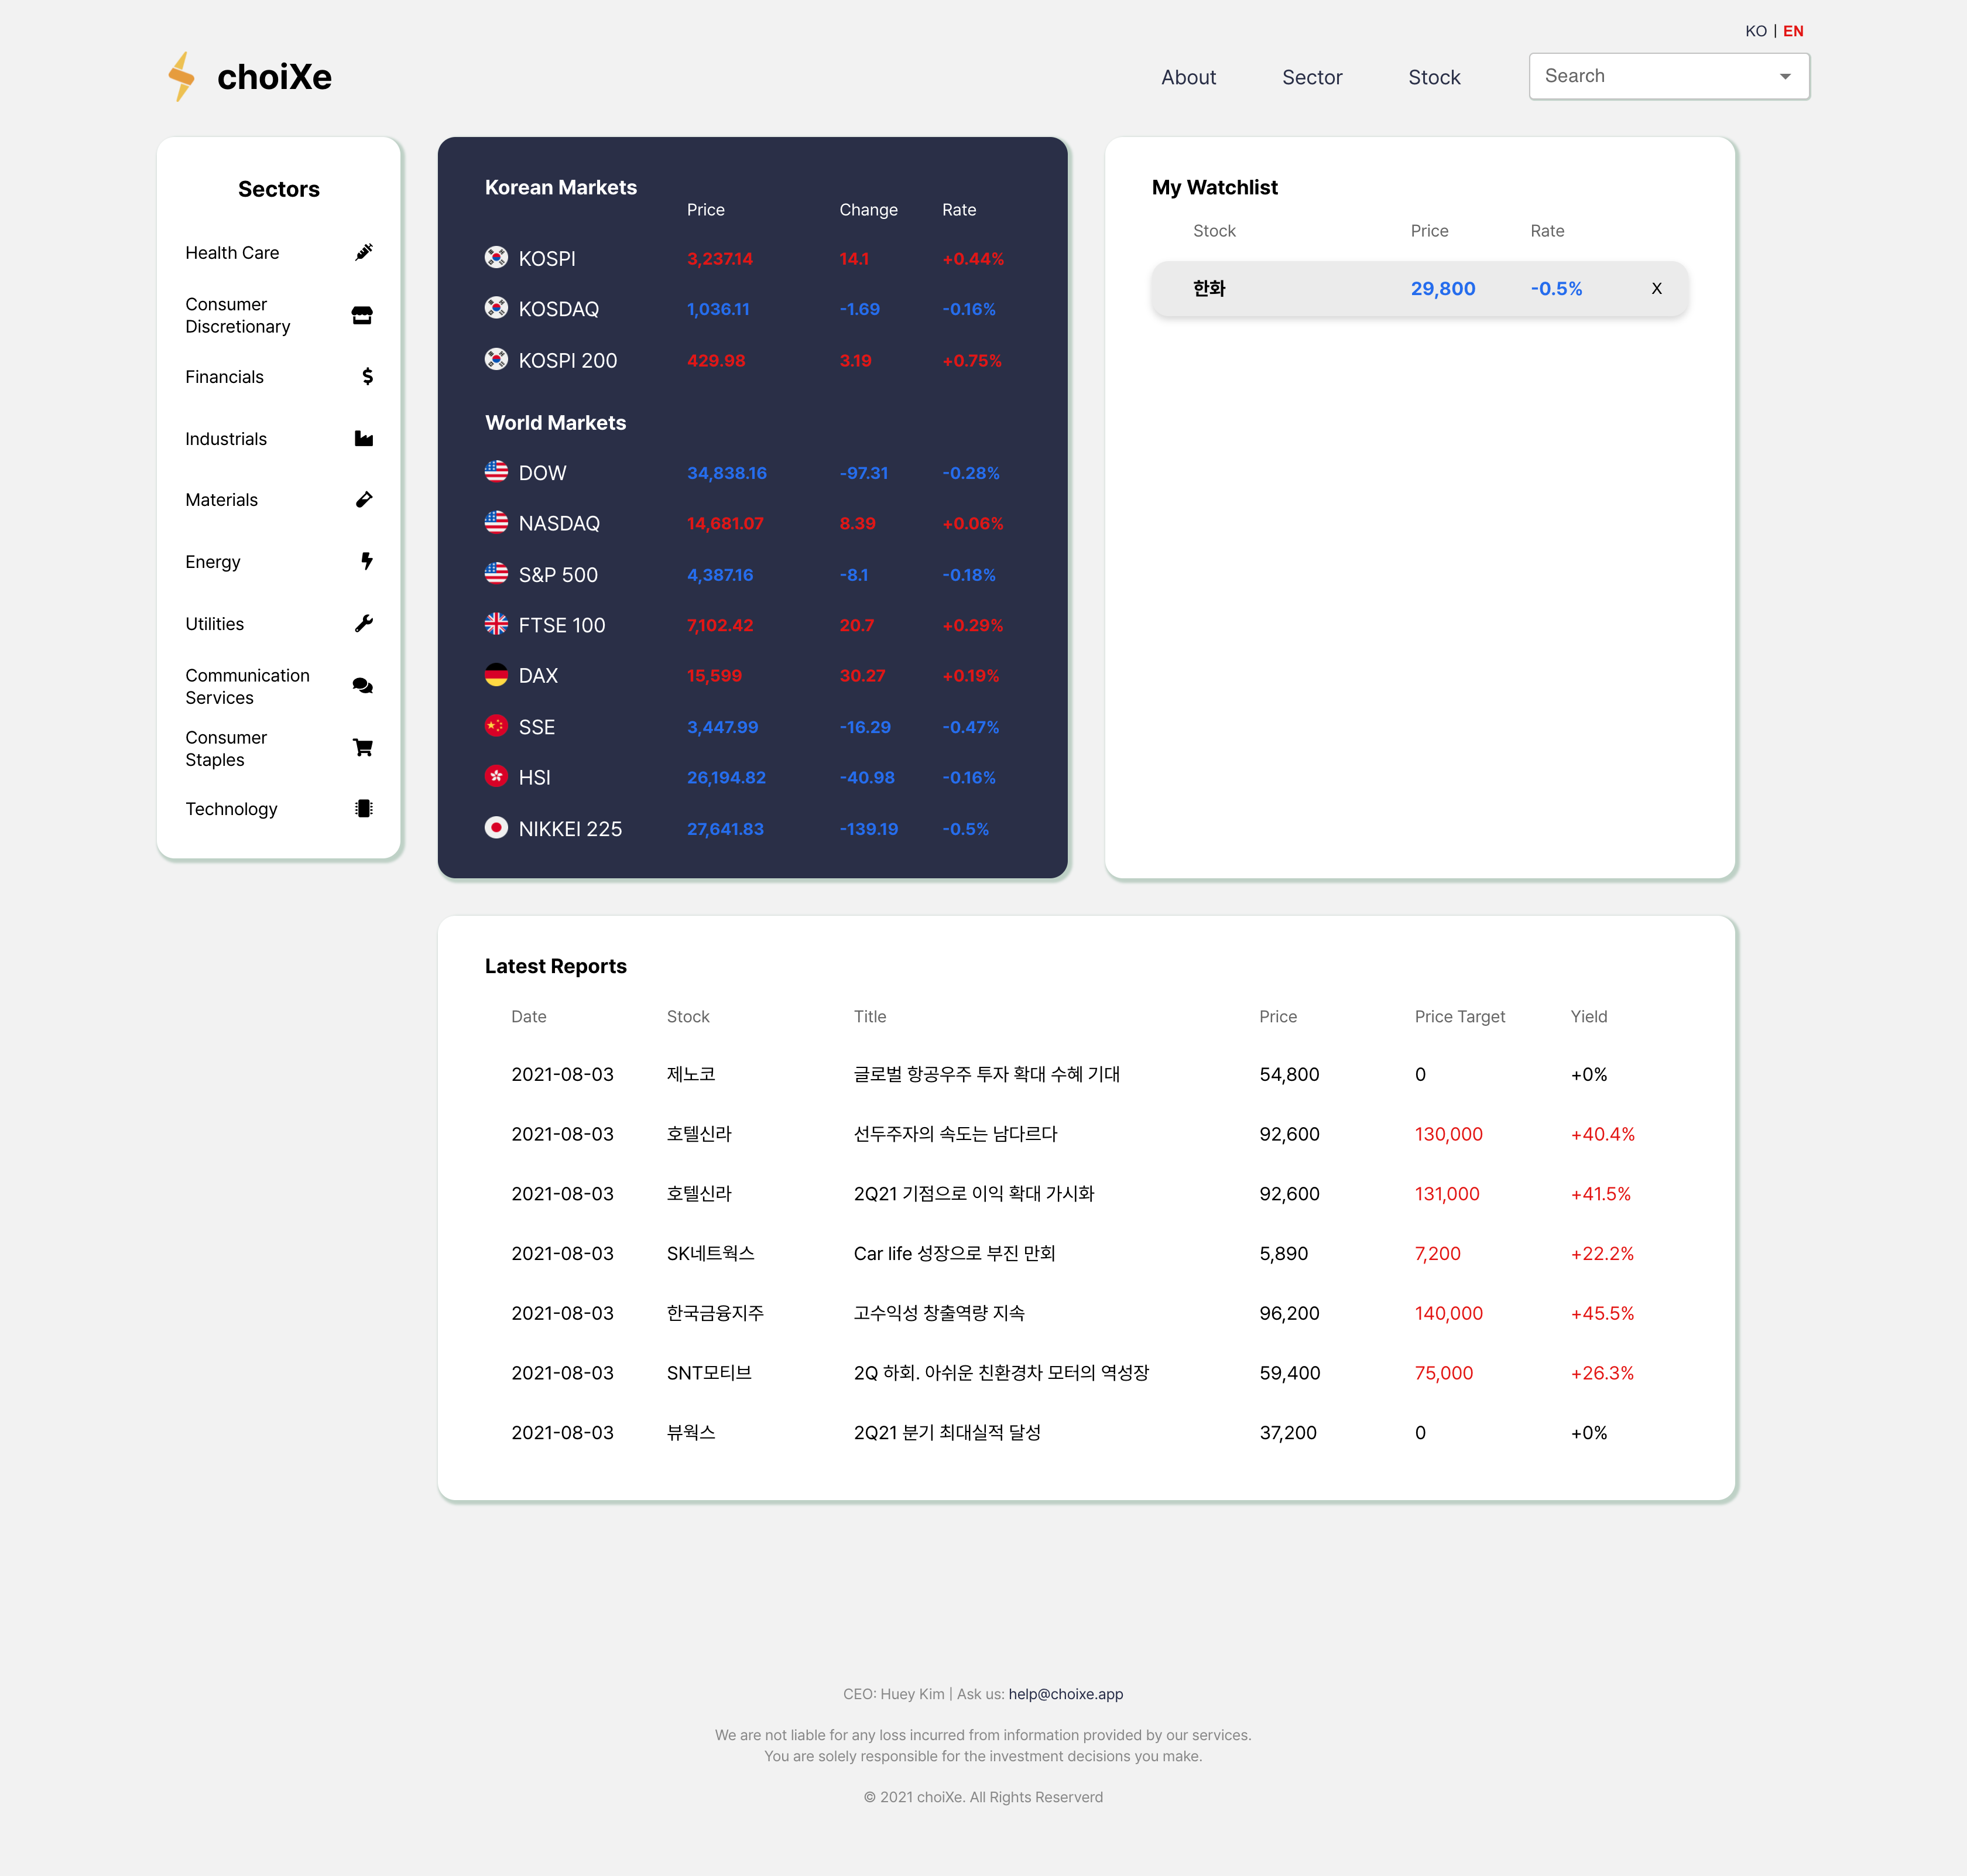 KO | EN
choiXe
About Sector Stock Search
Sectors
Health Care
Consumer
Discretionary
Financials
Industrials
Materials
Energy
Utilities
Communication
Services
Consumer
Staples
Technology
Korean Markets
Price Change Rate
KOSPI 3,237.14 14.1 +0.44%
KOSDAQ 1,036.11 -1.69 -0.16%
KOSPI 200 429.98 3.19 +0.75%
World Markets
DOW 34,838.16 -97.31 -0.28%
NASDAQ 14,681.07 8.39 +0.06%
S&P 500 4,387.16 -8.1 -0.18%
FTSE 100 7,102.42 20.7 +0.29%
DAX 15,599 30.27 +0.19%
SSE 3,447.99 -16.29 -0.47%
HSI 26,194.82 -40.98 -0.16%
NIKKEI 225 27,641.83 -139.19 -0.5%
My Watchlist
Stock Price Rate
한화 29,800 -0.5% X
Latest Reports
Date Stock Title Price Price Target Yield
2021-08-03 제노코 글로벌 항공우주 투자 확대 수혜 기대 54,800 0 +0%
2021-08-03 호텔신라 선두주자의 속도는 남다르다 92,600 130,000 +40.4%
2021-08-03 호텔신라 2Q21 기점으로 이익 확대 가시화 92,600 131,000 +41.5%
2021-08-03 SK네트웍스 Car life 성장으로 부진 만회 5,890 7,200 +22.2%
2021-08-03 한국금융지주 고수익성 창출역량 지속 96,200 140,000 +45.5%
2021-08-03 SNT모티브 2Q 하회. 아쉬운 친환경차 모터의 역성장 59,400 75,000 +26.3%
2021-08-03 뷰웍스 2Q21 분기 최대실적 달성 37,200 0 +0%
CEO: Huey Kim | Ask us: help@choixe.app
We are not liable for any loss incurred from information provided by our services.
You are solely responsible for the investment decisions you make.
© 2021 choiXe. All Rights Reserverd